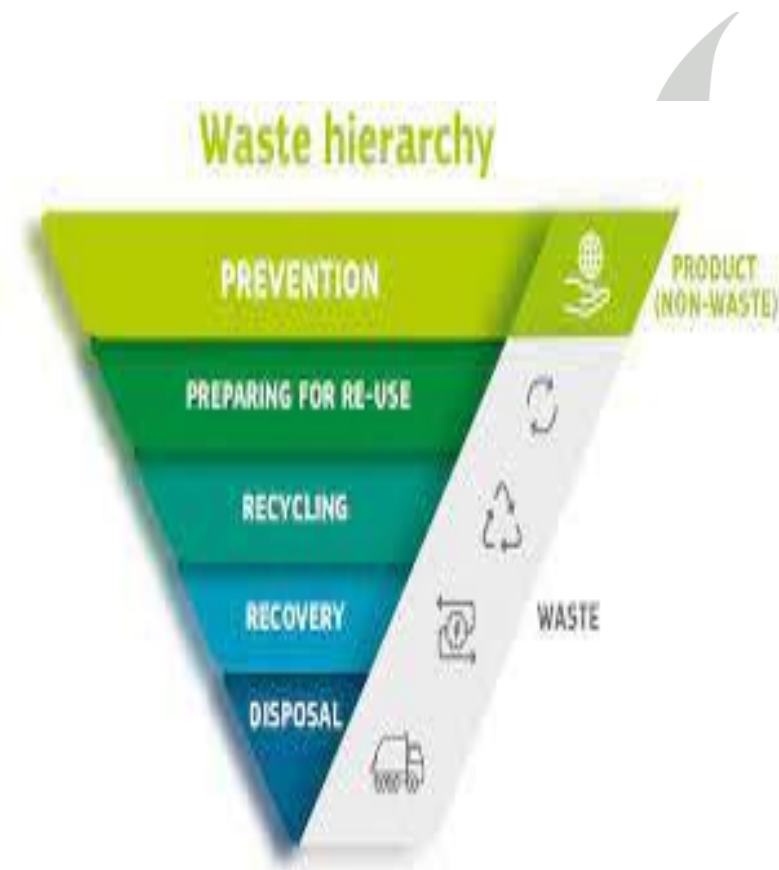 Waste hierarchy
PREVENTION
PRODUCT
(NON-WASTE)
PREPARING FOR RE-USE
RECYCLING
RECOVERY
WASTE
DISPOSAL